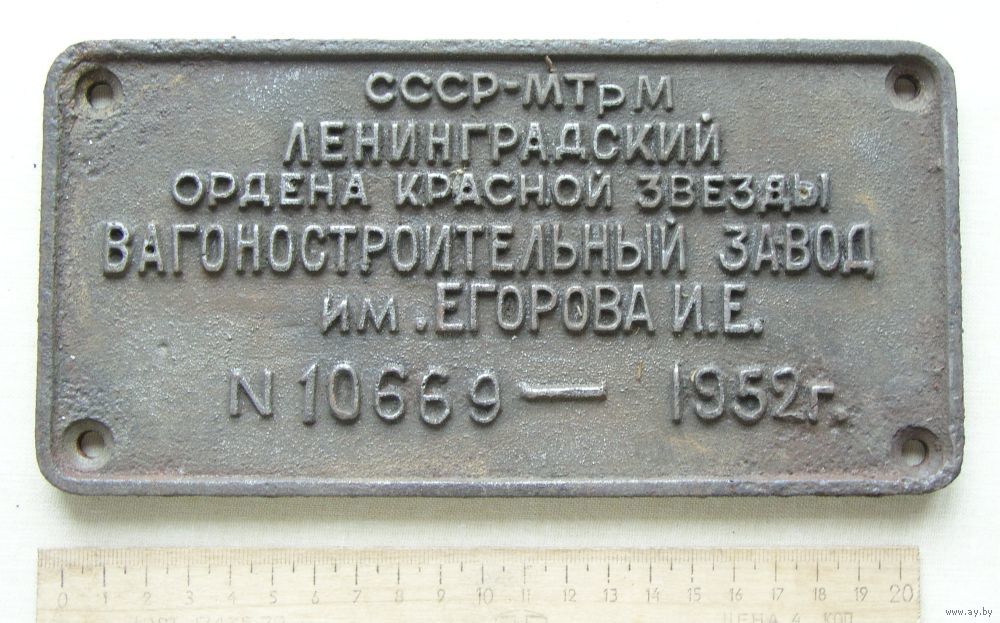 СССР-МТрМ
ЛЕНИНГРАДСКИЙ
ОРДЕНА КРАСНОЙ ЗВЕЗДЫ
ВАГОНОСТРОИТЕЛЬНЫЙ ЗАВОД
им.ЕГОРОВА И.Е.
N 10669 — 1952г.
0 1 2 3 4 5 6 7 8 9 10 11 12 13 14 15 16 17 18 19 20
ЦЕНА 4 КОП
www.ay.by